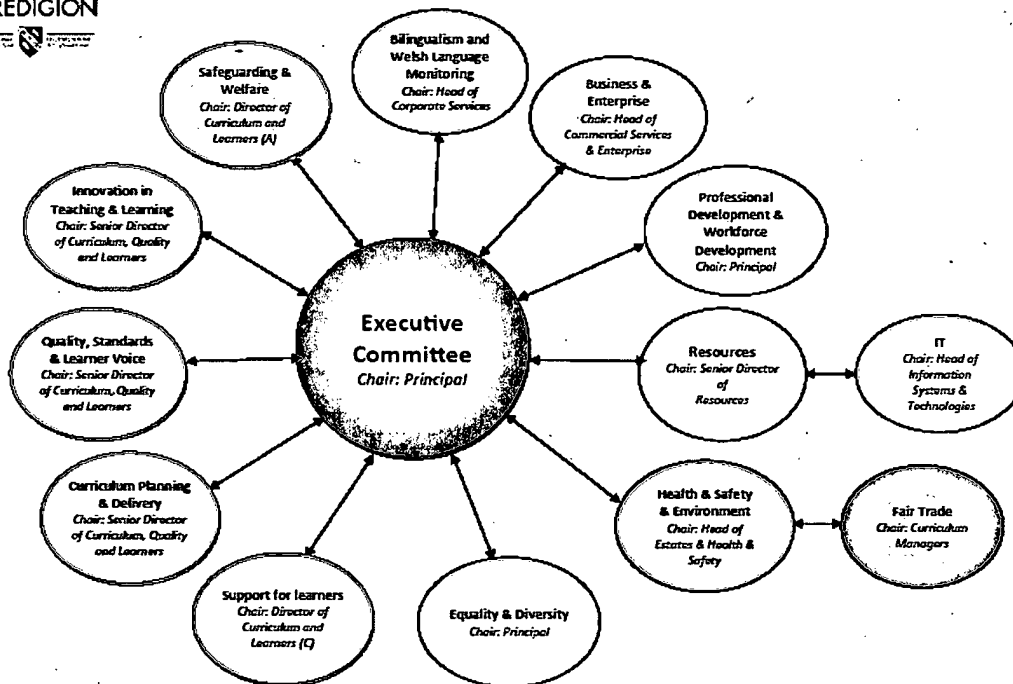 REDIGION
Safeguarding &
Welfare
Chair: Director of
Curriculum and
Learners (A)
Bilingualism and
Welsh Language
Monitoring
Chair: Head of
Corporate Services
Business &
Enterprise
Chair: Head of
Commercial Services
& Enterprise
Innovation in
Teaching & Learning
Chair: Senior Director
of Curriculum, Quality
and Learners
Professional
Development &
Workforce
Development
Chair: Principal
Executive
Committee
Chair: Principal
Quality, Standards
& Learner Voice
Chair: Senior Director
of Curriculum, Quality
and Learners
Resources
Chair: Senior Director
of
Resources
IT
Chair: Head of
Information
Systems &
Technologies
Curriculum Planning
& Delivery
Chair: Senior Director
of Curriculum, Quality
and Learners
Health & Safety
& Environment
Chair: Head of
Estates & Health &
Safety
Fair Trade
Chair: Curriculum
Managers
Support for learners
Chair: Director of
Curriculum and
Learners (C)
Equality & Diversity
Chair: Principal